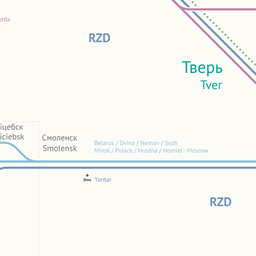 RZD
Тверь
Tver
Смоленск
Smolensk
Belarus / Dvina / Neman / Sozh
Minsk / Polack / Hrodna / Homiel - Moscow
Yantar
RZD